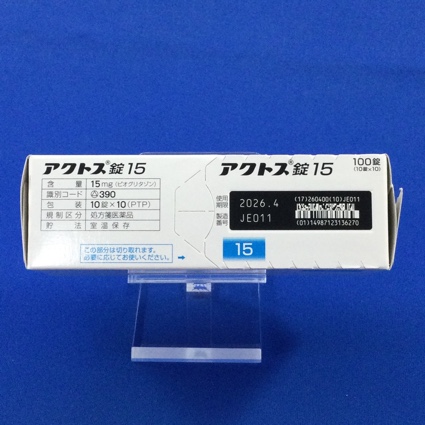 アクトス®錠15
含量 15mg(ピオグリタゾン)
識別コード 390
包装 10錠×10(PTP)
規制区分 処方箋医薬品
貯法 室温保存
この部分は切り取れます。
必要に応じてお使いください。→
アクトス®錠15 100錠
(10錠×10)
使用期限 2026.4
製造番号 JE011
(17)260400(10)JE011
(01)14987123136270
15